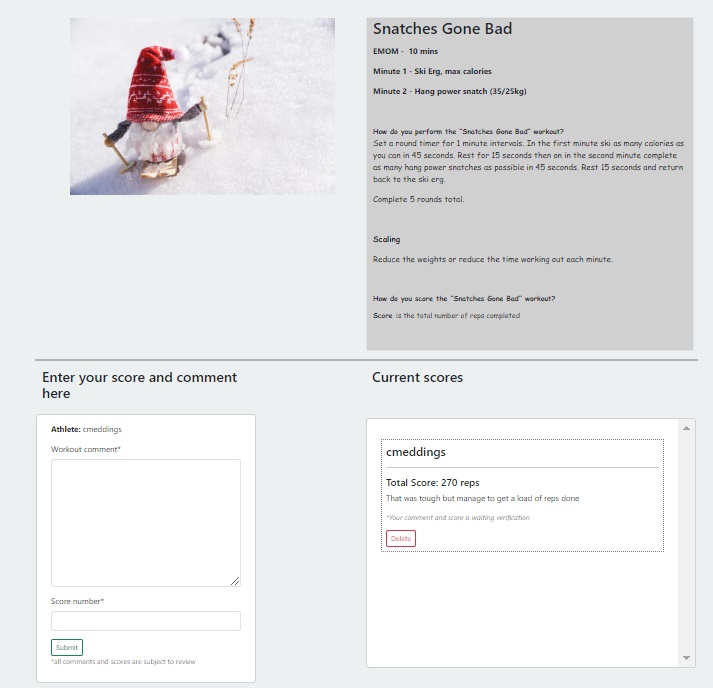 Snatches Gone Bad
EMOM - 10 mins
Minute 1 - Ski Erg, max calories
Minute 2 - Hang power snatch (35/25kg)
How do you perform the "Snatches Gone Bad" workout?
Set a round timer for 1 minute intervals. In the first minute ski as many calories as
you can in 45 seconds. Rest for 15 seconds then on in the second minute complete
as many hang power snatches as possible in 45 seconds. Rest 15 seconds and return
back to the ski erg.
Complete 5 rounds total.
Scaling
Reduce the weights or reduce the time working out each minute.
How do you score the "Snatches Gone Bad" workout?
Score is the total number of reps completed
Enter your score and comment
here
Athlete: cmeddings
Workout comment*
Score number*
Submit
*all comments and scores are subject to review
Current scores
cmeddings
Total Score: 270 reps
That was tough but manage to get a load of reps done
*Your comment and score is waiting verification
Delete